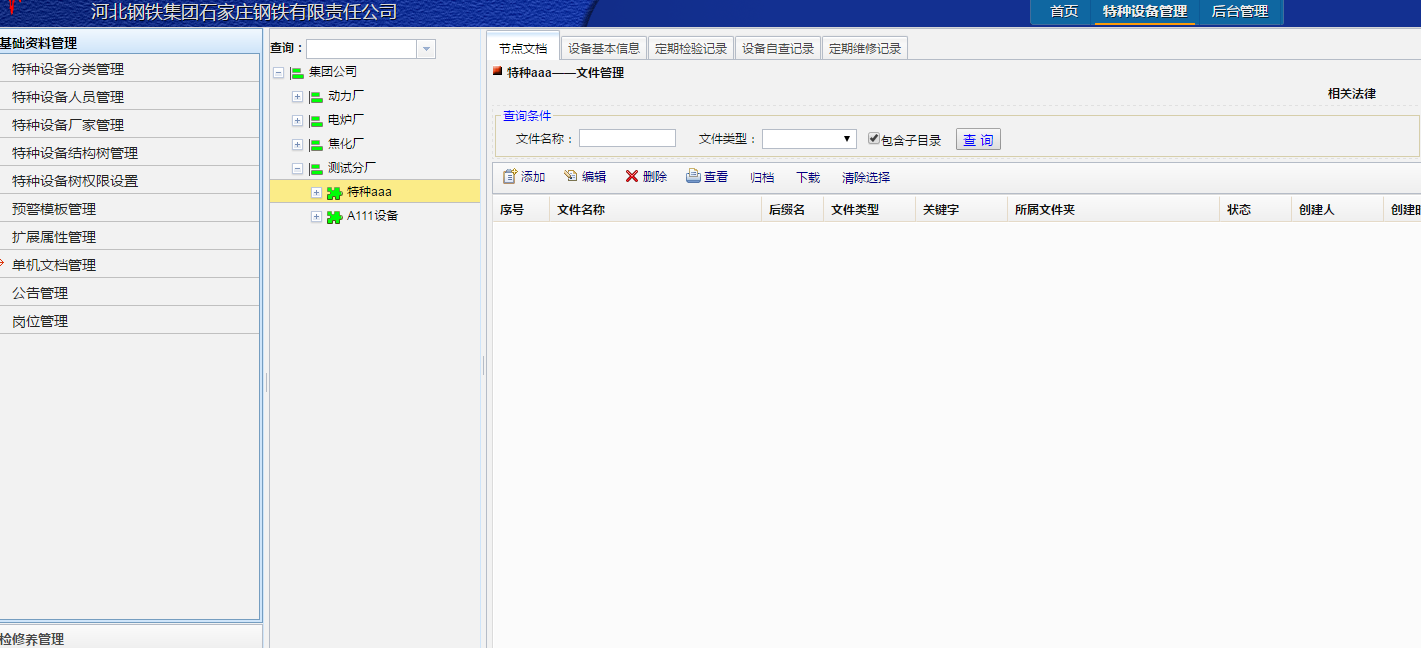 河北钢铁集团石家庄钢铁有限责任公司
首页 特种设备管理 后台管理
基础资料管理
特种设备分类管理
特种设备人员管理
特种设备厂家管理
特种设备结构树管理
特种设备树权限设置
预警模板管理
扩展属性管理
单机文档管理
公告管理
岗位管理
检修养管理
查询：
集团公司
动力厂
电炉厂
焦化厂
测试分厂
特种aaa
A111设备
节点文档 设备基本信息 定期检验记录 设备自查记录 定期维修记录
特种aaa——文件管理
相关法律
查询条件
文件名称： 文件类型： 包含子目录 查 询
添加 编辑 删除 查看 归档 下载 清除选择
序号 文件名称 后缀名 文件类型 关键字 所属文件夹 状态 创建人 创建